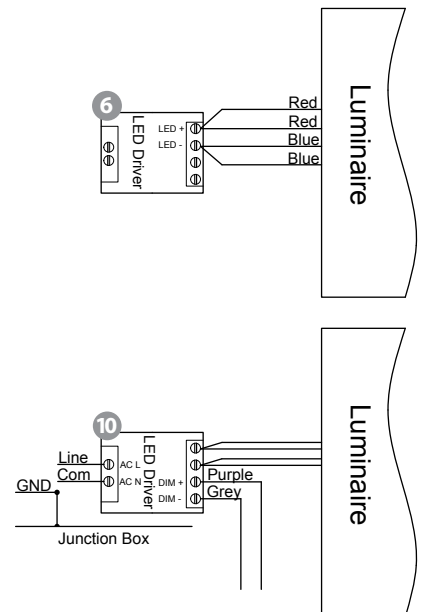 6
Red
Red
Blue
Blue
LED +
LED -
LED Driver
Luminaire
10
Line
Com
GND
AC L
AC N
LED Driver
DIM +
DIM -
Purple
Grey
Luminaire
Junction Box